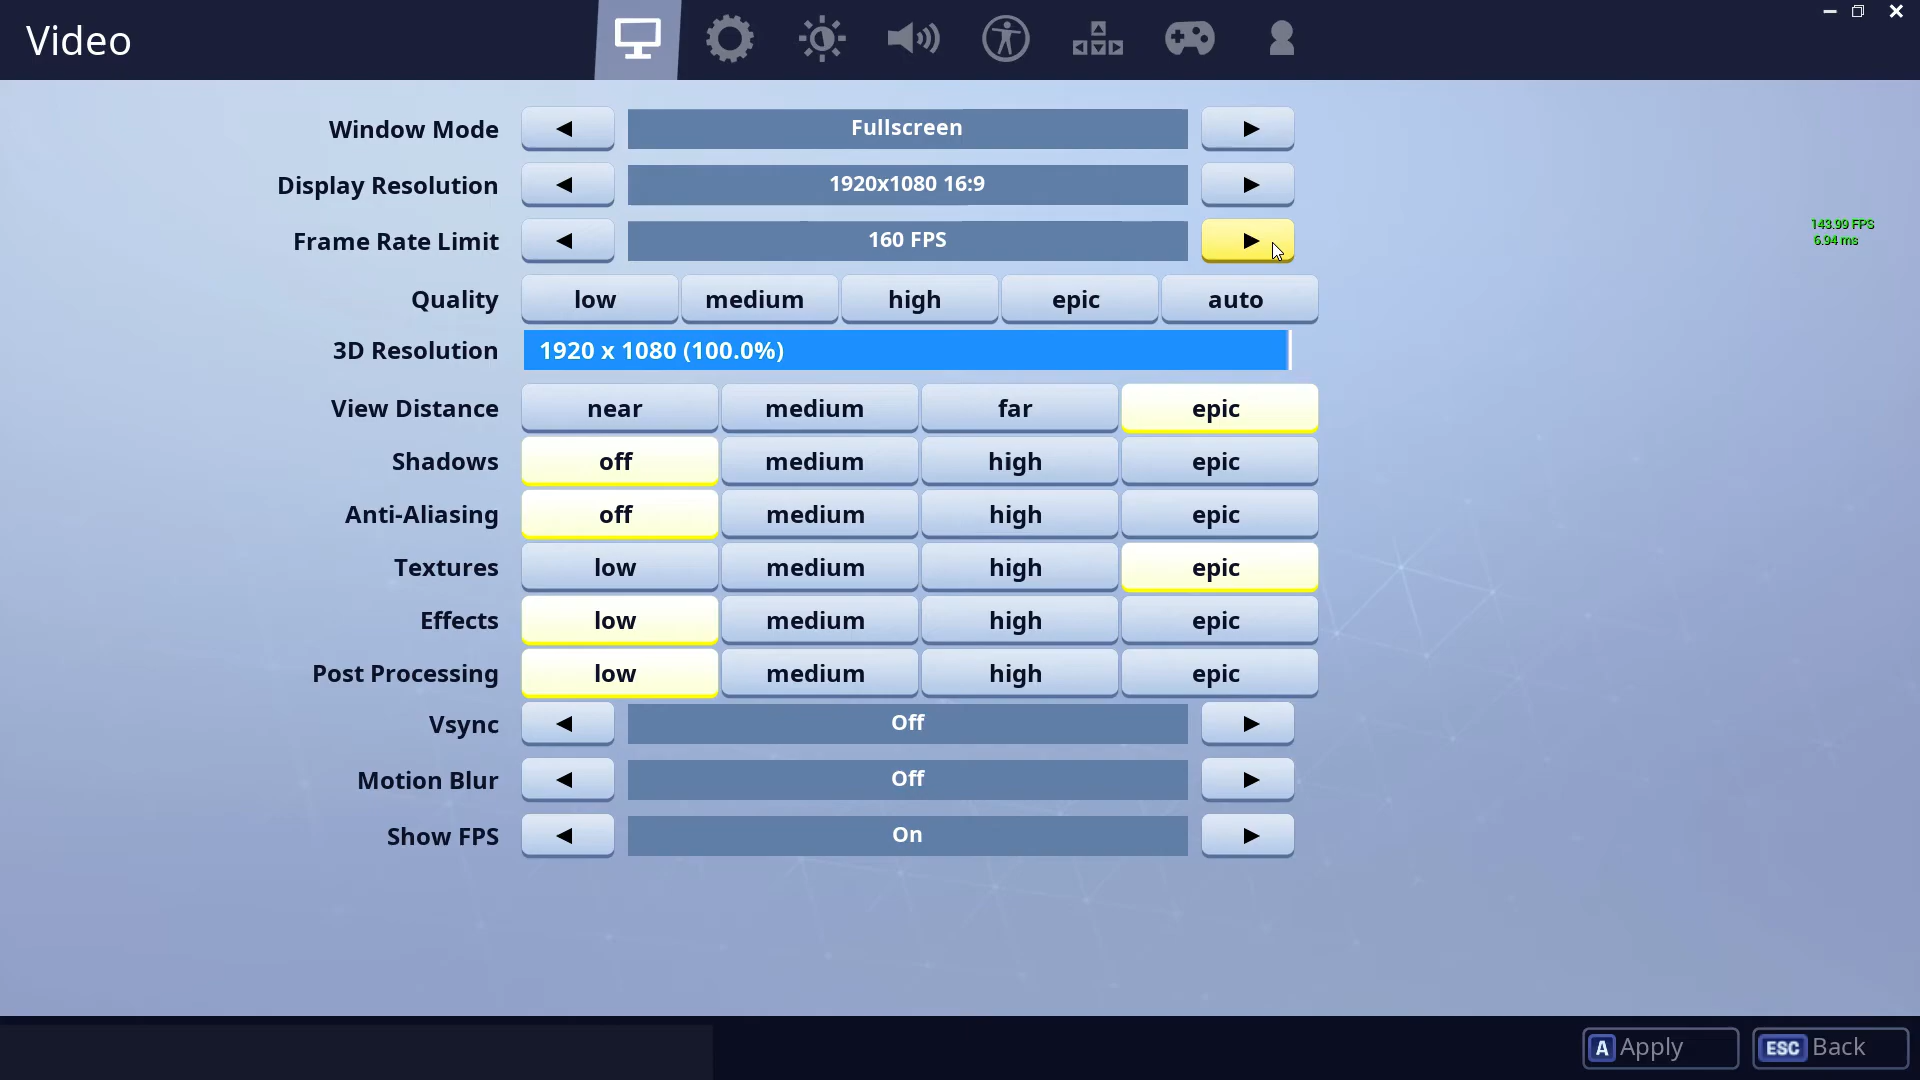 Video
Window Mode Fullscreen
Display Resolution 1920x1080 16:9
143.99 FPS
Frame Rate Limit 160 FPS
6.94 ms
Quality low medium high epic auto
3D Resolution 1920 x 1080 (100.0%)
View Distance near medium far epic
Shadows off medium high epic
Anti-Aliasing off medium high epic
Textures low medium high epic
Effects low medium high epic
Post Processing low medium high epic
Vsync Off
Motion Blur Off
Show FPS On
A Apply ESC Back